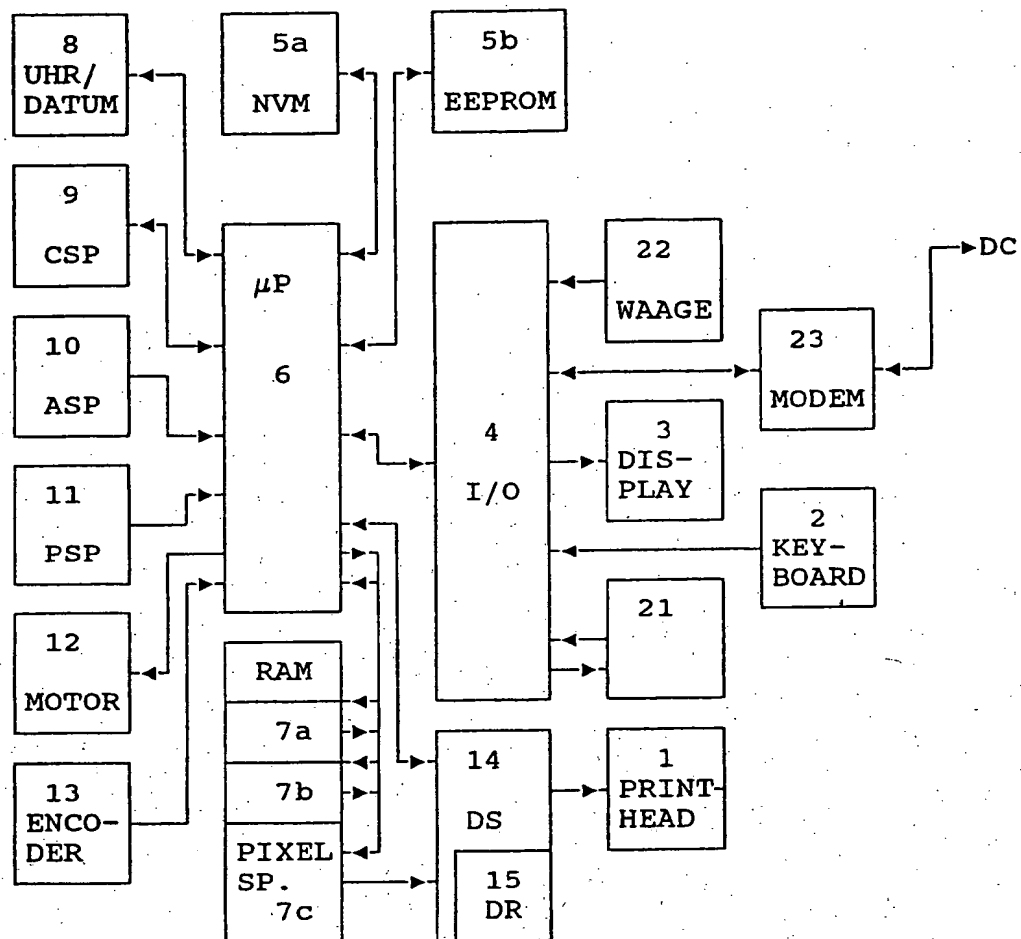 8
UHR/
DATUM
5a
NVM
5b
EEPROM
9
CSP
μP
6
22
WAAGE
DC
10
ASP
23
MODEM
4
I/O
3
DIS-
PLAY
11
PSP
2
KEY-
BOARD
12
MOTOR
21
RAM
7a
7b
PIXEL
SP.
7c
13
ENCO-
DER
14
DS
15
DR
1
PRINT-
HEAD